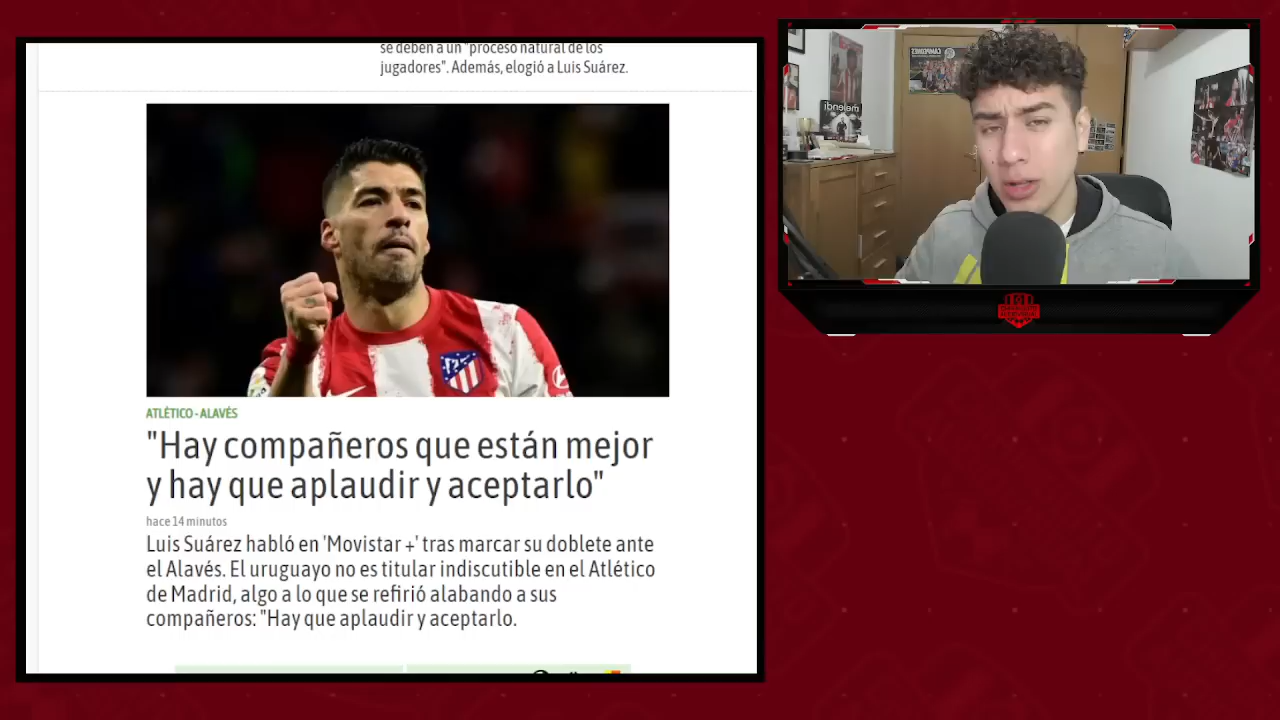 se deben a un "proceso natural de los
jugadores". Además, elogió a Luis Suárez.
ATLÉTICO - ALAVÉS
"Hay compañeros que están mejor
y hay que aplaudir y aceptarlo"
hace 14 minutos
Luis Suárez habló en 'Movistar +' tras marcar su doblete ante
el Alavés. El uruguayo no es titular indiscutible en el Atlético
de Madrid, algo a lo que se refirió alabando a sus
compañeros: "Hay que aplaudir y aceptarlo.
melendi